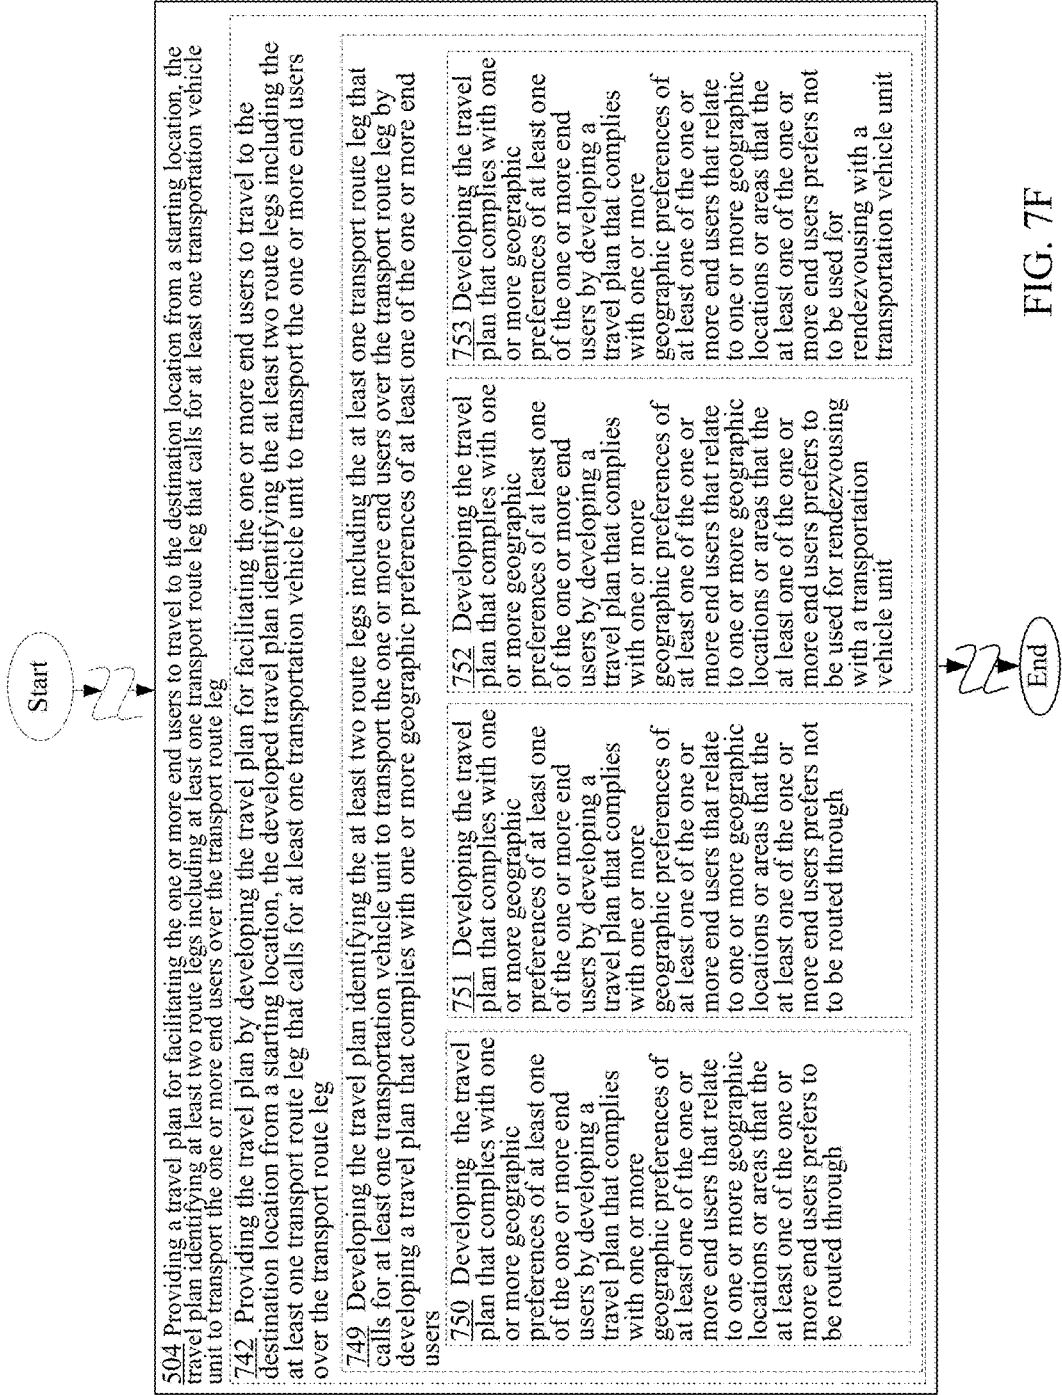 Start
504 Providing a travel plan for facilitating the one or more end users to travel to the destination location from a starting location, the
travel plan identifying at least two route legs including at least one transport route leg that calls for at least one transportation vehicle
unit to transport the one or more end users over the transport route leg
742 Providing the travel plan by developing the travel plan for facilitating the one or more end users to travel to the
destination location from a starting location, the developed travel plan identifying the at least two route legs including the
at least one transport route leg that calls for at least one transportation vehicle unit to transport the one or more end users
over the transport route leg
749 Developing the travel plan identifying the at least two route legs including the at least one transport route leg that
calls for at least one transportation vehicle unit to transport the one or more end users over the transport route leg by
developing a travel plan that complies with one or more geographic preferences of at least one of the one or more end
users
750 Developing the travel
plan that complies with one
or more geographic
preferences of at least one
of the one or more end
users by developing a
travel plan that complies
with one or more
geographic preferences of
at least one of the one or
more end users that relate
to one or more geographic
locations or areas that the
at least one of the one or
more end users prefers to
be routed through
751 Developing the travel
plan that complies with one
or more geographic
preferences of at least one
of the one or more end
users by developing a
travel plan that complies
with one or more
geographic preferences of
at least one of the one or
more end users that relate
to one or more geographic
locations or areas that the
at least one of the one or
more end users prefers not
to be routed through
752 Developing the travel
plan that complies with one
or more geographic
preferences of at least one
of the one or more end
users by developing a
travel plan that complies
with one or more
geographic preferences of
at least one of the one or
more end users that relate
to one or more geographic
locations or areas that the
at least one of the one or
more end users prefers to
be used for rendezvousing
with a transportation
vehicle unit
753 Developing the travel
plan that complies with one
or more geographic
preferences of at least one
of the one or more end
users by developing a
travel plan that complies
with one or more
geographic preferences of
at least one of the one or
more end users that relate
to one or more geographic
locations or areas that the
at least one of the one or
more end users prefers not
to be used for
rendezvousing with a
transportation vehicle unit
End
FIG. 7F